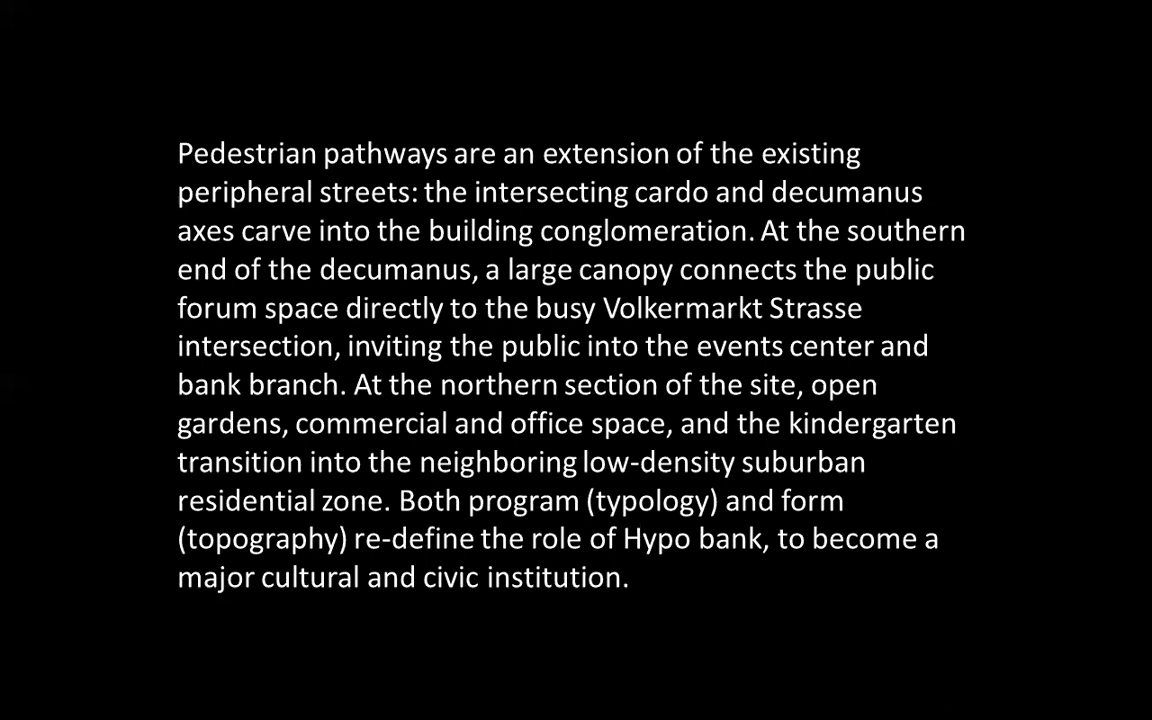 Pedestrian pathways are an extension of the existing
peripheral streets: the intersecting cardo and decumanus
axes carve into the building conglomeration. At the southern
end of the decumanus, a large canopy connects the public
forum space directly to the busy Volkermarkt Strasse
intersection, inviting the public into the events center and
bank branch. At the northern section of the site, open
gardens, commercial and office space, and the kindergarten
transition into the neighboring low-density suburban
residential zone. Both program (typology) and form
(topography) re-define the role of Hypo bank, to become a
major cultural and civic institution.